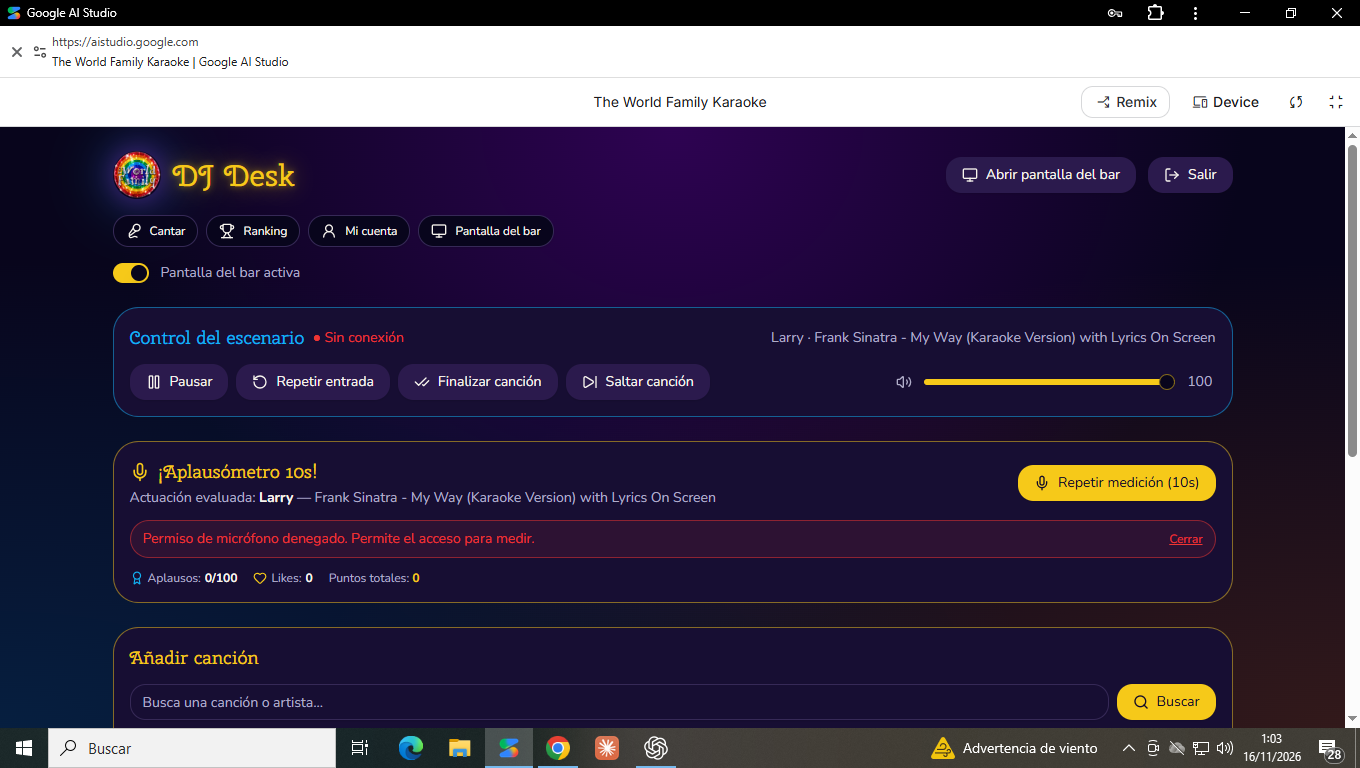 Google AI Studio
https://aistudio.google.com
The World Family Karaoke | Google AI Studio
The World Family Karaoke
Remix
Device
World
DJ Desk
Abrir pantalla del bar
Salir
Cantar
Ranking
Mi cuenta
Pantalla del bar
Pantalla del bar activa
Control del escenario
Sin conexión
Larry · Frank Sinatra - My Way (Karaoke Version) with Lyrics On Screen
Pausar
Repetir entrada
Finalizar canción
Saltar canción
100
¡Aplausómetro 10s!
Actuación evaluada: Larry — Frank Sinatra - My Way (Karaoke Version) with Lyrics On Screen
Repetir medición (10s)
Permiso de micrófono denegado. Permite el acceso para medir.
Cerrar
Aplausos: 0/100
Likes: 0
Puntos totales: 0
Añadir canción
Busca una canción o artista...
Buscar
Buscar
Advertencia de viento
1:03
16/11/2026
28